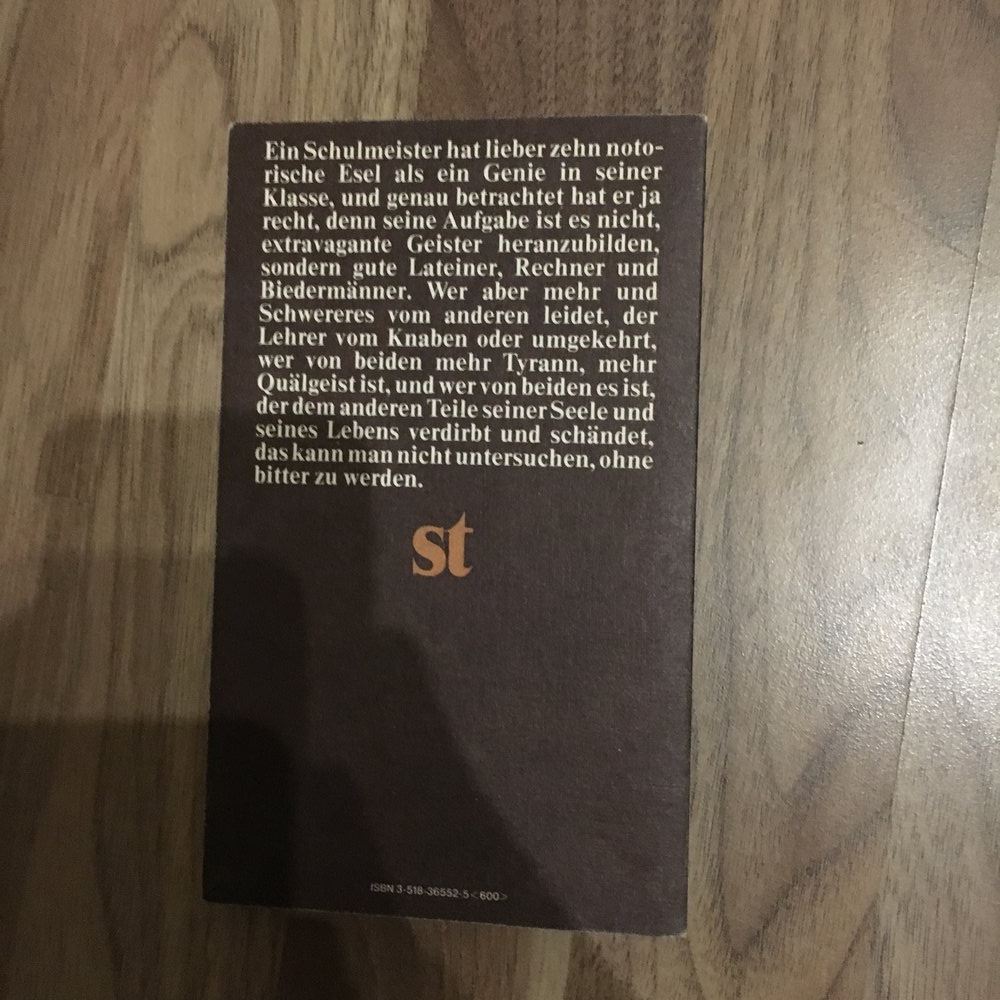 Ein Schulmeister hat lieber zehn noto-
rische Esel als ein Genie in seiner
Klasse, und genau betrachtet hat er ja
recht, denn seine Aufgabe ist es nicht,
extravagante Geister heranzubilden,
sondern gute Lateiner, Rechner und
Biedermänner. Wer aber mehr und
Schwereres vom anderen leidet, der
Lehrer vom Knaben oder umgekehrt,
wer von beiden mehr Tyrann, mehr
Quälgeist ist, und wer von beiden es ist,
der dem anderen Teile seiner Seele und
seines Lebens verdirbt und schändet,
das kann man nicht untersuchen, ohne
bitter zu werden.
st
ISBN 3-518-36552-5 <600>